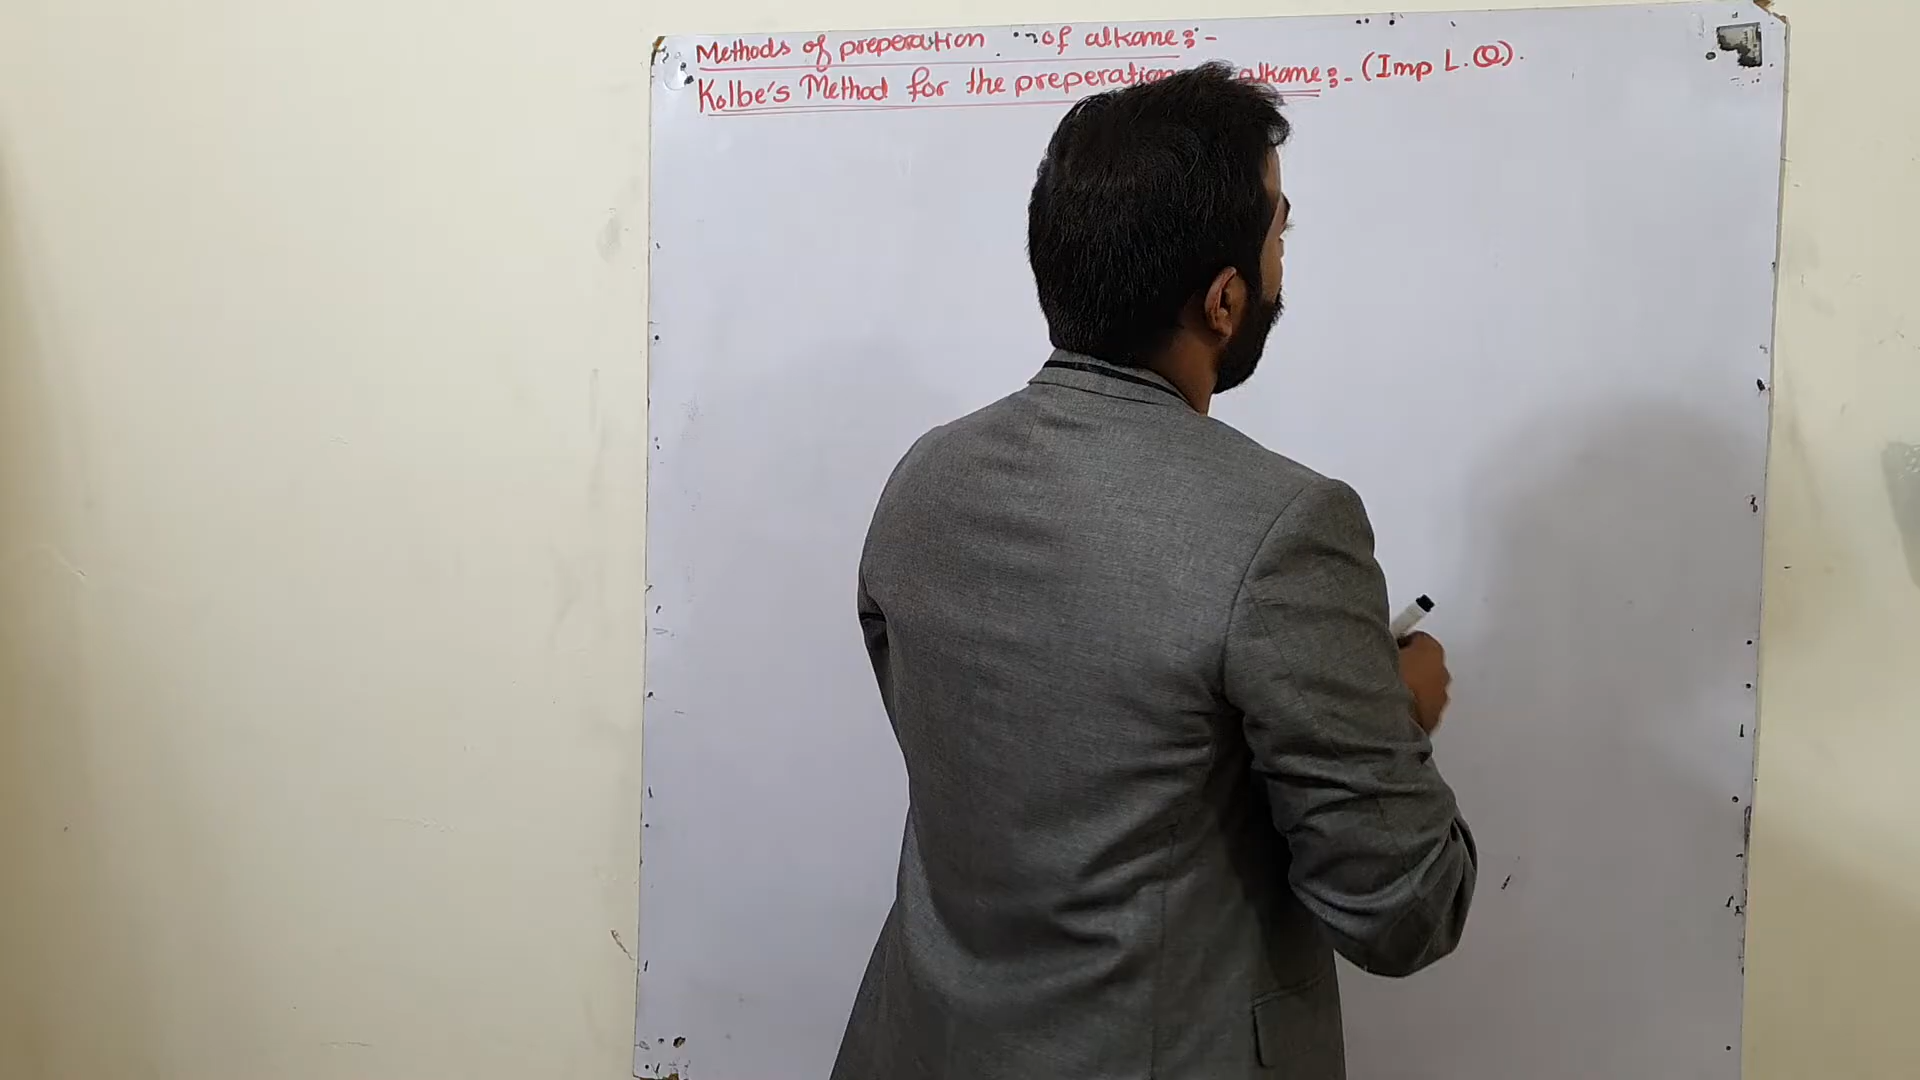 Methods of preperation of alkane :-
Kolbe's Method for the preperation alkane :- (Imp L.Q).